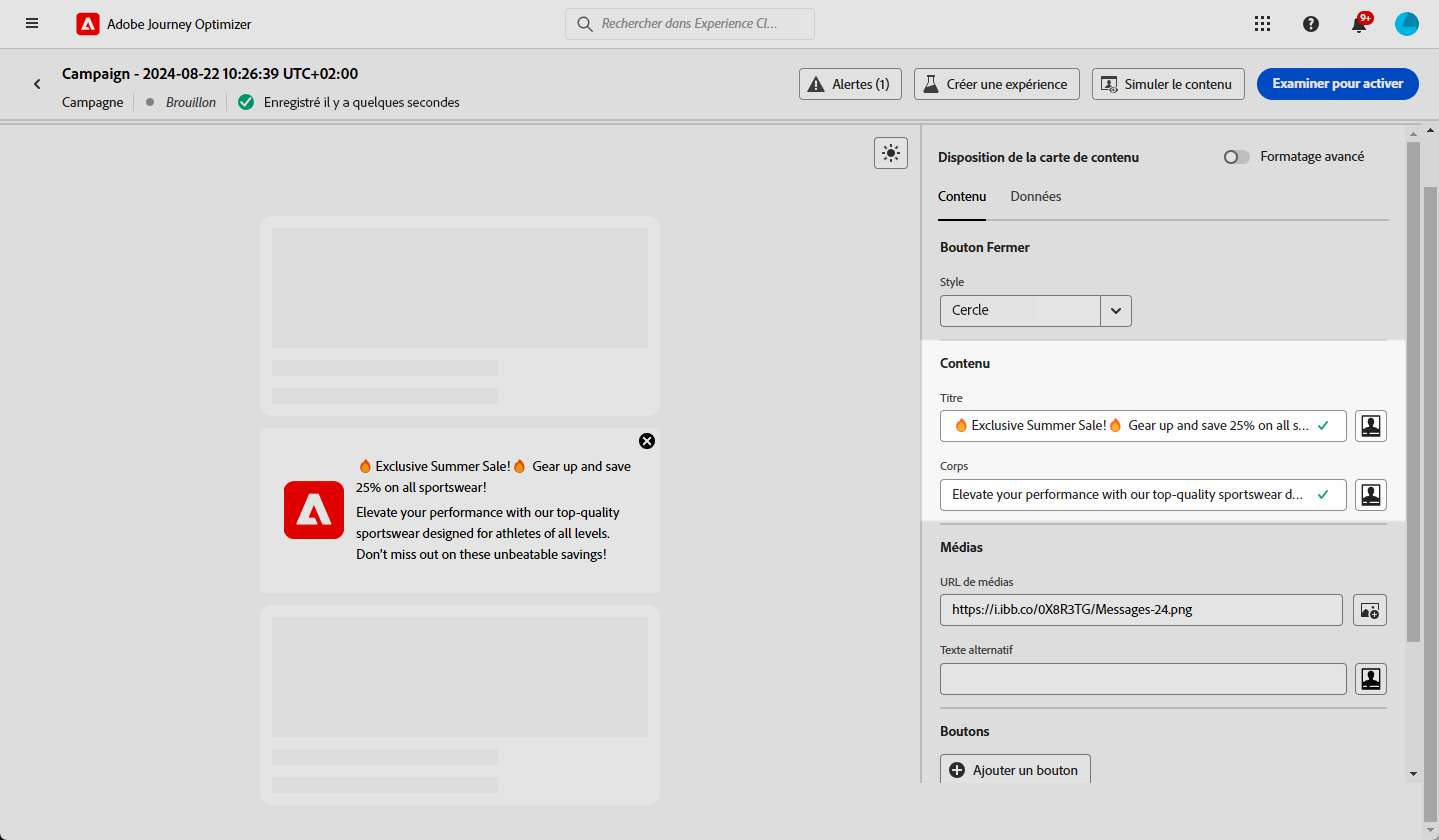 Adobe Journey Optimizer
Rechercher dans Experience Cl...
9+
Campaign - 2024-08-22 10:26:39 UTC+02:00
Campagne
Brouillon
Enregistré il y a quelques secondes
Alertes (1)
Créer une expérience
Simuler le contenu
Examiner pour activer
Disposition de la carte de contenu
Formatage avancé
Contenu
Données
Bouton Fermer
Style
Cercle
Contenu
Titre
🔥 Exclusive Summer Sale! 🔥 Gear up and save 25% on all s...
Corps
Elevate your performance with our top-quality sportswear d...
Médias
URL de médias
https://i.ibb.co/0X8R3TG/Messages-24.png
Texte alternatif
Boutons
Ajouter un bouton
🔥 Exclusive Summer Sale! 🔥 Gear up and save
25% on all sportswear!
Elevate your performance with our top-quality
sportswear designed for athletes of all levels.
Don't miss out on these unbeatable savings!